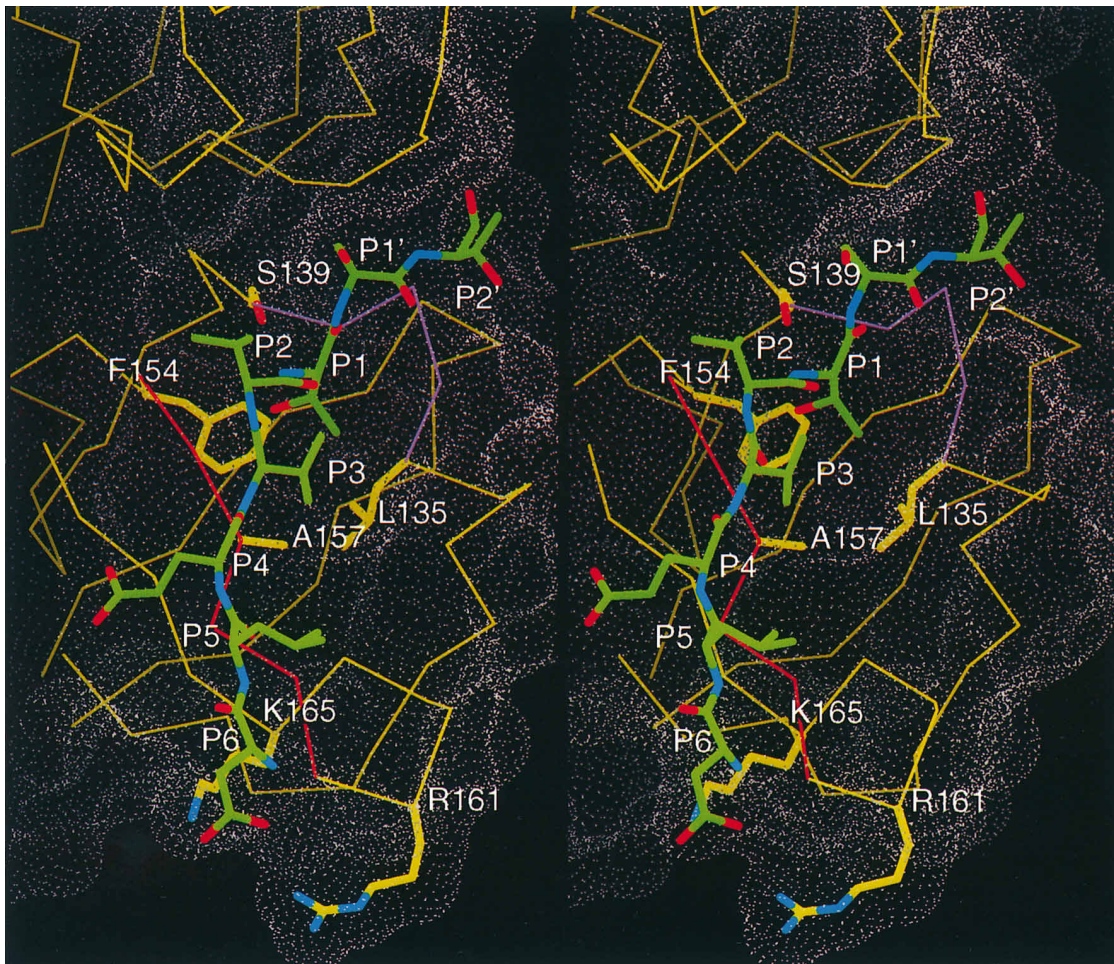 P1'
S139
P2'
P2
P1
F154
P3
L135
A157
P4
P5
K165
P6
R161
P1'
S139
P2'
P2
P1
F154
P3
L135
A157
P4
P5
K165
P6
R161